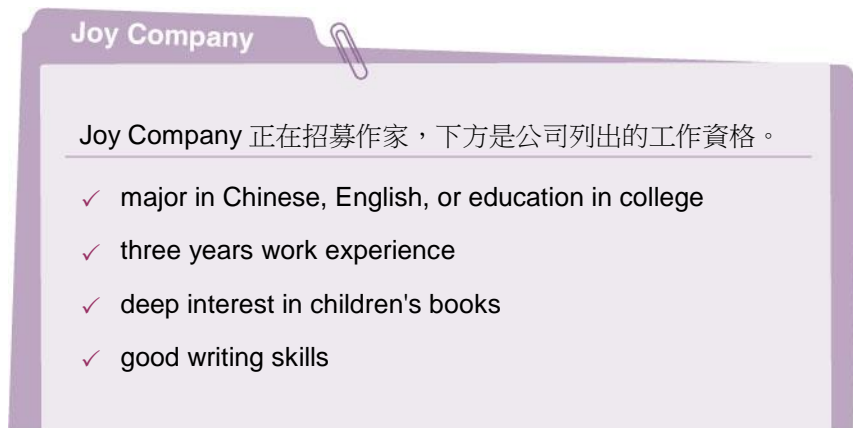 Joy Company
Joy Company 正在招募作家，下方是公司列出的工作資格。
✓ major in Chinese, English, or education in college
✓ three years work experience
✓ deep interest in children's books
✓ good writing skills